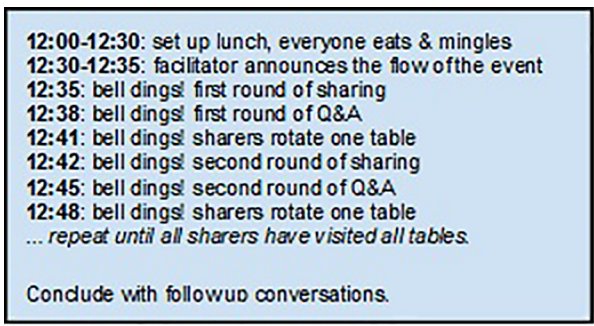 12:00-12:30: set up lunch, everyone eats & mingles
12:30-12:35: facilitator announces the flow of the event
12:35: bell dings! first round of sharing
12:38: bell dings! first round of Q&A
12:41: bell dings! sharers rotate one table
12:42: bell dings! second round of sharing
12:45: bell dings! second round of Q&A
12:48: bell dings! sharers rotate one table
... repeat until all sharers have visited all tables.
Conclude with followup conversations.